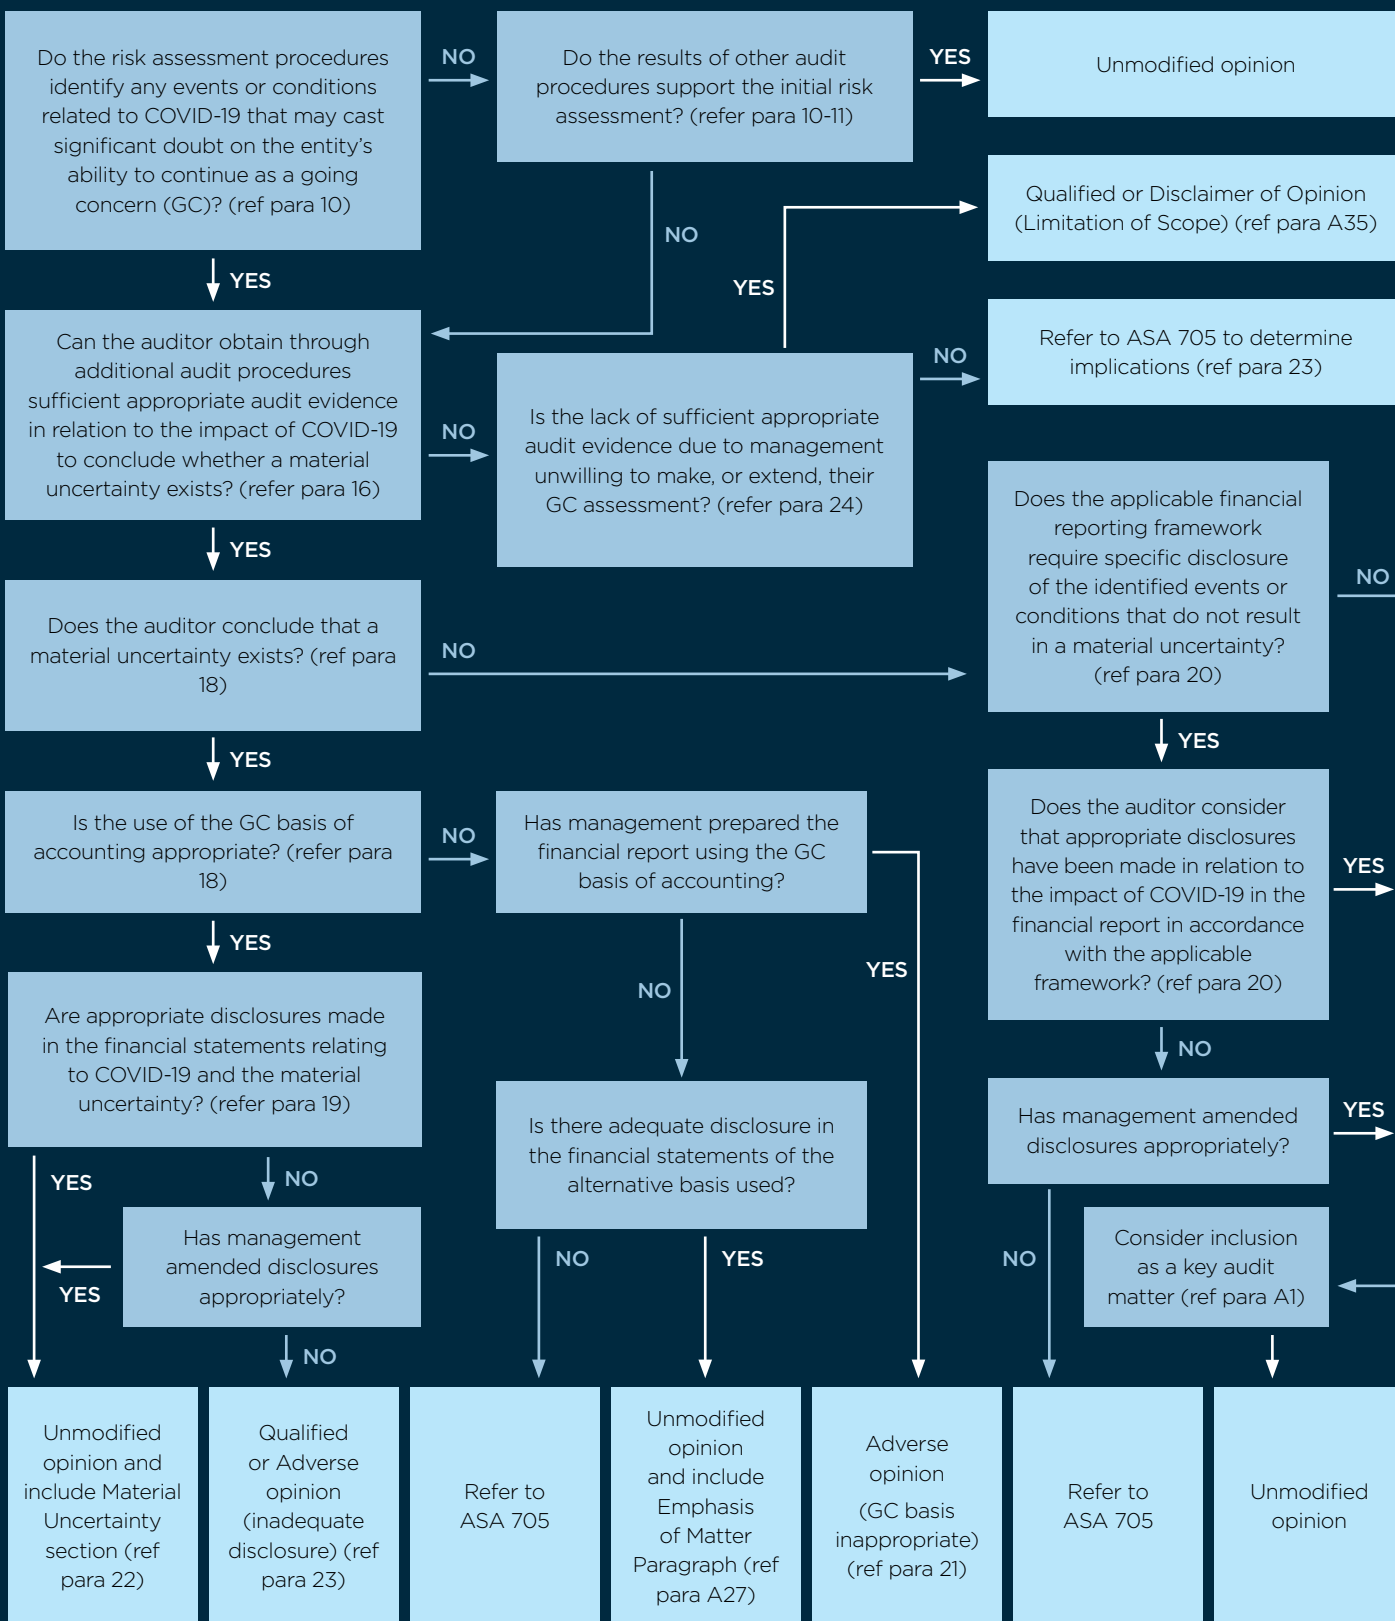 Do the risk assessment procedures
identify any events or conditions
related to COVID-19 that may cast
significant doubt on the entity's
ability to continue as a going
concern (GC)? (ref para 10)
NO
Do the results of other audit
procedures support the initial risk
assessment? (refer para 10-11)
YES
Unmodified opinion
NO
YES
Qualified or Disclaimer of Opinion
(Limitation of Scope) (ref para A35)
YES
Can the auditor obtain through
additional audit procedures
sufficient appropriate audit evidence
in relation to the impact of COVID-19
to conclude whether a material
uncertainty exists? (refer para 16)
NO
Is the lack of sufficient appropriate
audit evidence due to management
unwilling to make, or extend, their
GC assessment? (refer para 24)
NO
Refer to ASA 705 to determine
implications (ref para 23)
YES
Does the auditor conclude that a
material uncertainty exists? (ref para
18)
NO
Does the applicable financial
reporting framework
require specific disclosure
of the identified events or
conditions that do not result
in a material uncertainty?
(ref para 20)
NO
YES
YES
Is the use of the GC basis of
accounting appropriate? (refer para
18)
NO
Has management prepared the
financial report using the GC
basis of accounting?
Does the auditor consider
that appropriate disclosures
have been made in relation to
the impact of COVID-19 in the
financial report in accordance
with the applicable
framework? (ref para 20)
YES
YES
NO
YES
Are appropriate disclosures made
in the financial statements relating
to COVID-19 and the material
uncertainty? (refer para 19)
Is there adequate disclosure in
the financial statements of the
alternative basis used?
NO
Has management amended
disclosures appropriately?
YES
YES
NO
Has management
amended disclosures
appropriately?
YES
NO
NO
YES
NO
Consider inclusion
as a key audit
matter (ref para A1)
Unmodified
opinion and
include Material
Uncertainty
section (ref
para 22)
Qualified
or Adverse
opinion
(inadequate
disclosure) (ref
para 23)
Refer to
ASA 705
Unmodified
opinion
and include
Emphasis
of Matter
Paragraph (ref
para A27)
Adverse
opinion
(GC basis
inappropriate)
(ref para 21)
Refer to
ASA 705
Unmodified
opinion